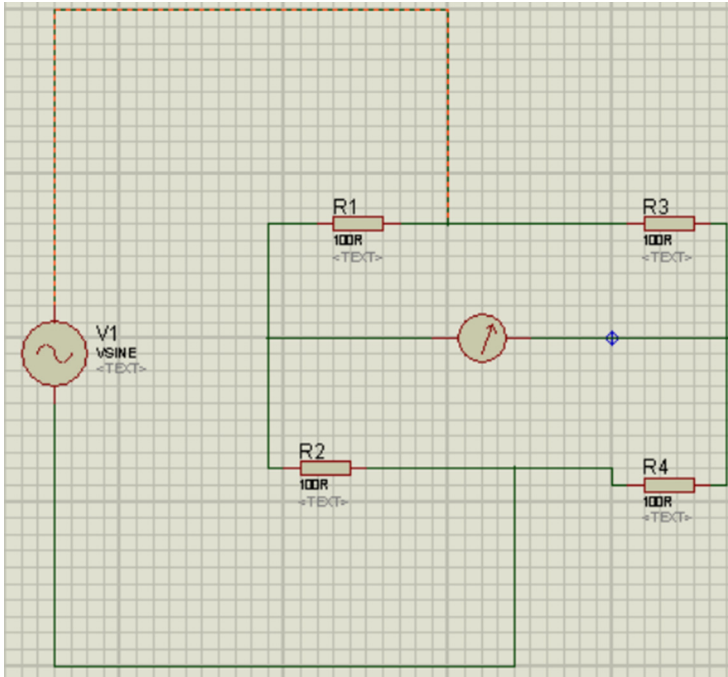 R1
100R
<TEXT>
R3
100R
<TEXT>
V1
VSINE
<TEXT>
R2
100R
<TEXT>
R4
100R
<TEXT>